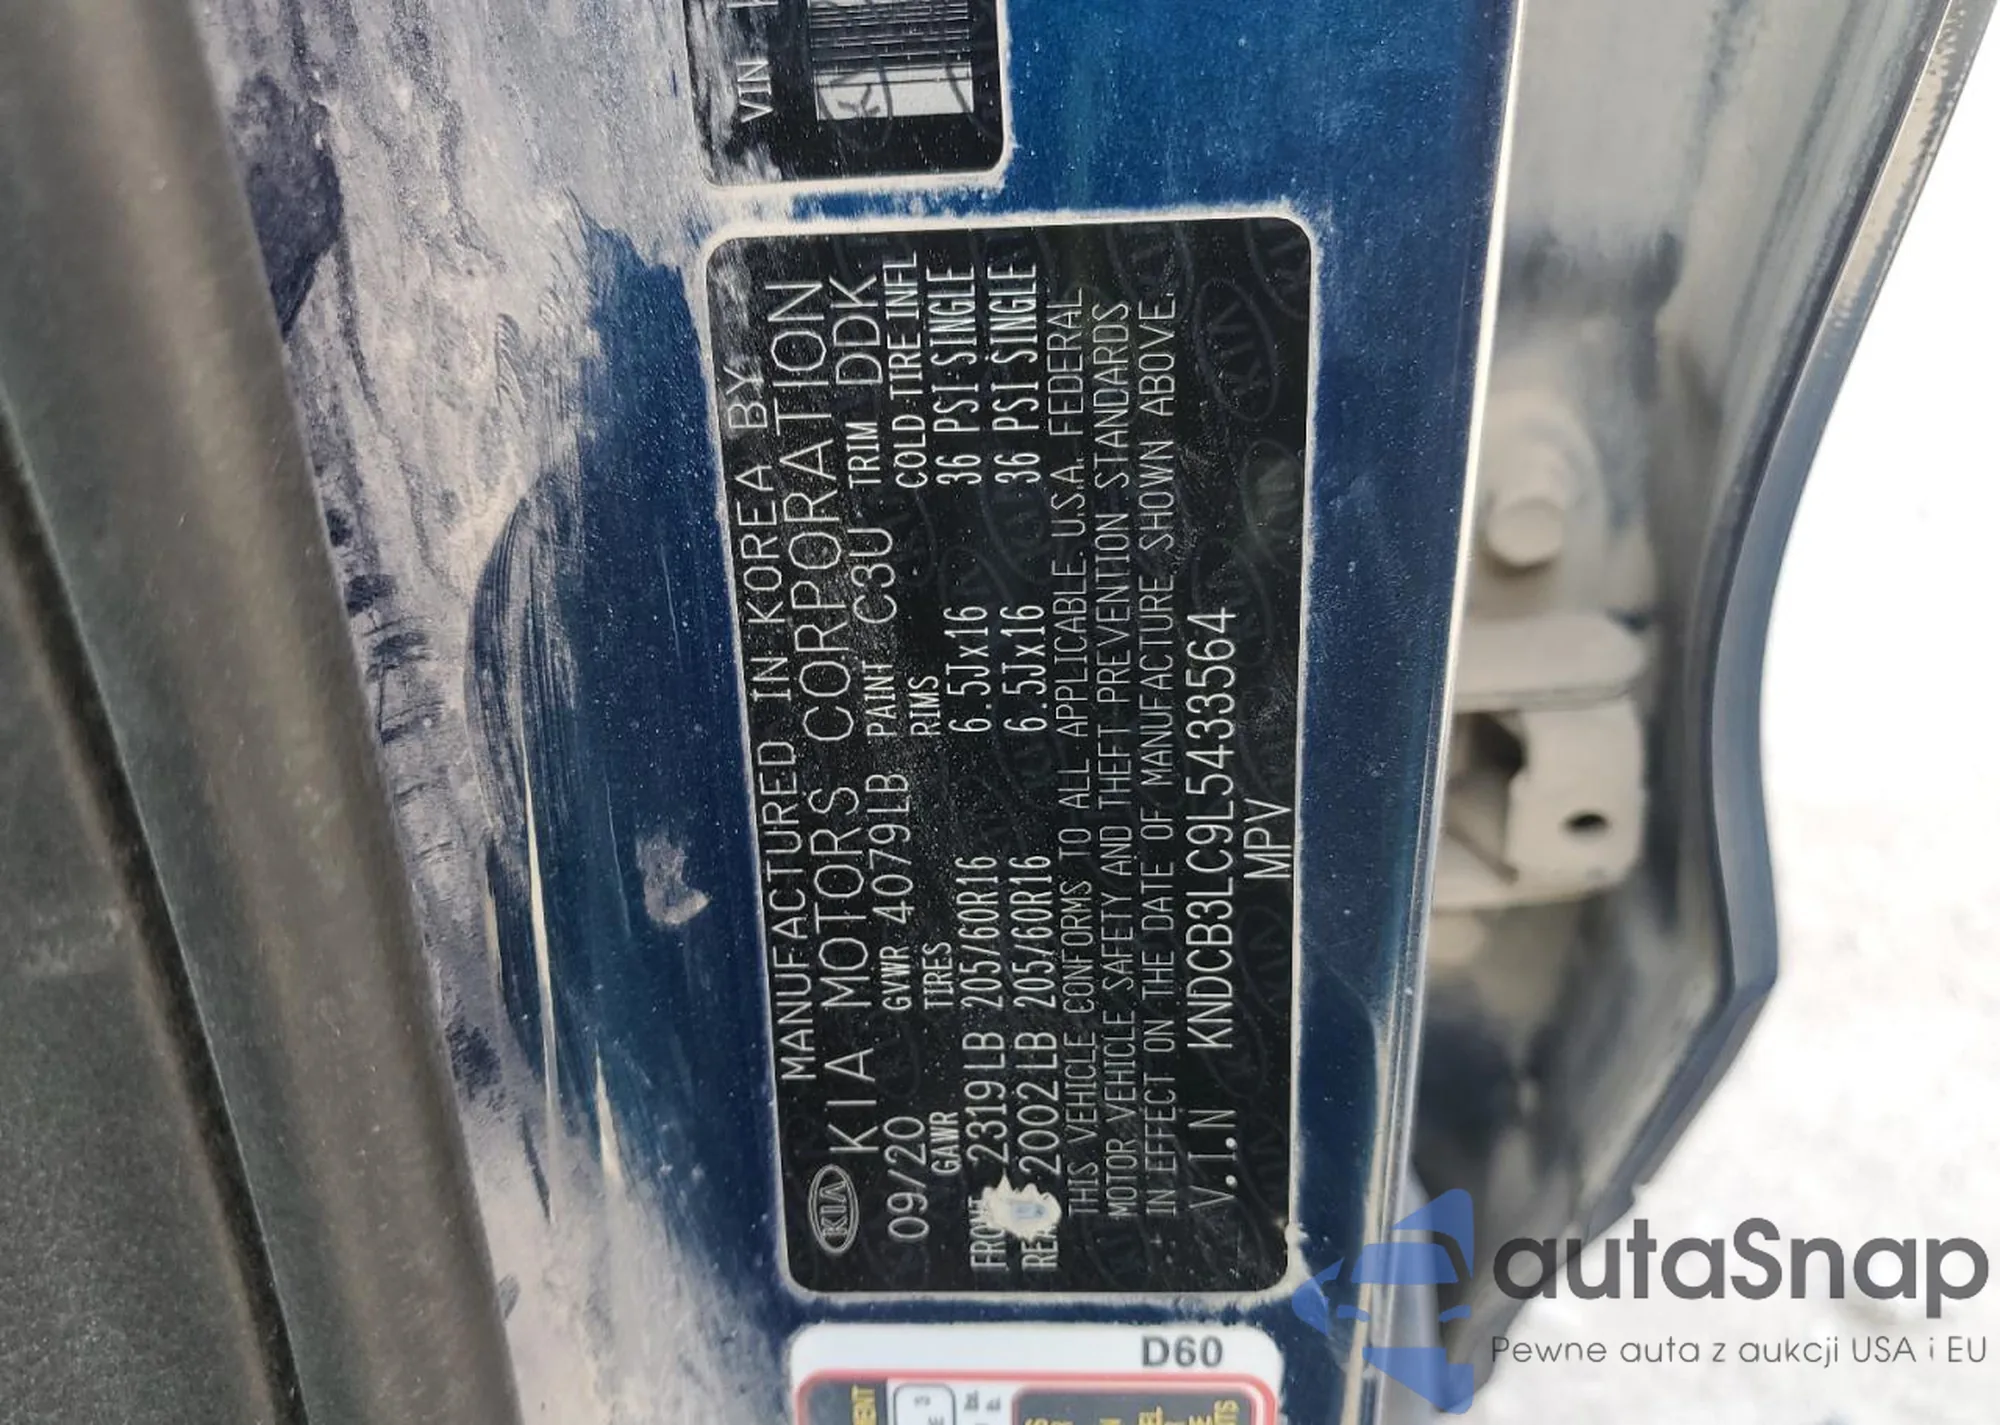 VIN
MANUFACTURED IN KOREA BY
KIA KIA MOTORS CORPORATION
09/20 GVWR 4079LB PAINT C3U TRIM DDK
GAWR TIRES RIMS COLD TIRE INFL
FRONT 2319LB 205/60R16 6.5Jx16 36 PSI SINGLE
REAR 2002LB 205/60R16 6.5Jx16 36 PSI SINGLE
THIS VEHICLE CONFORMS TO ALL APPLICABLE U.S.A. FEDERAL
MOTOR VEHICLE SAFETY AND THEFT PREVENTION STANDARDS
IN EFFECT ON THE DATE OF MANUFACTURE SHOWN ABOVE.
V.I.N KNDCB3LC9L5433564
MPV
D60
autaSnap
Pewne auta z aukcji USA i EU